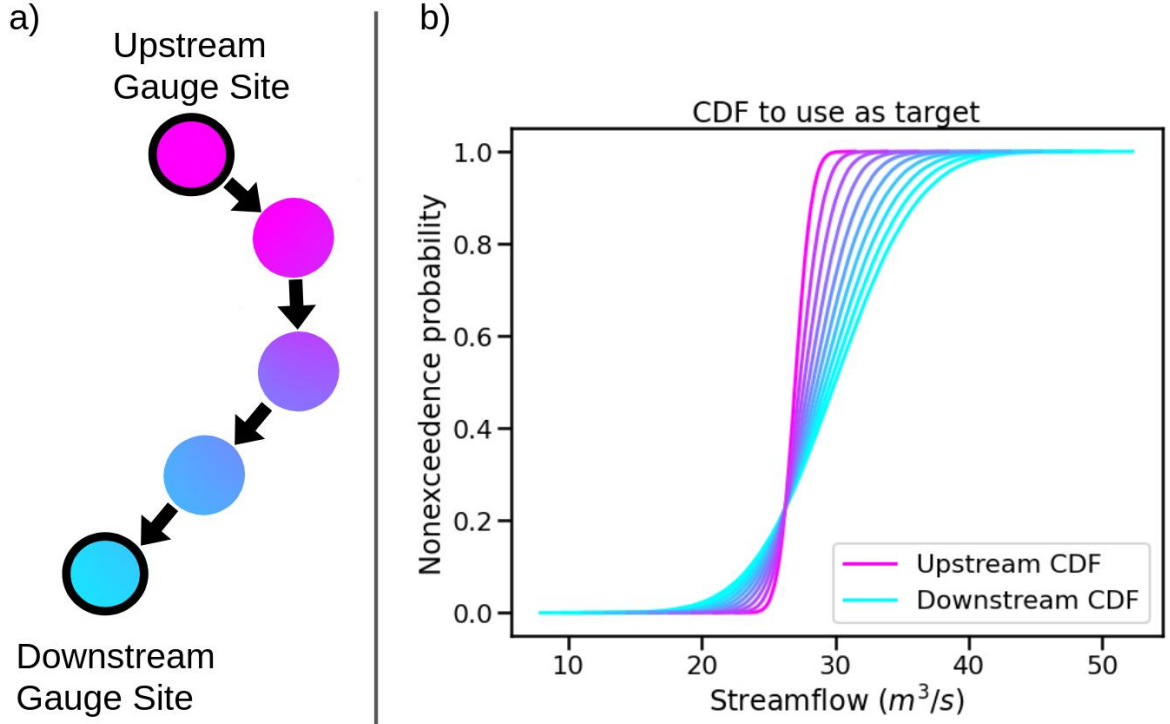 a)
Upstream
Gauge Site
Downstream
Gauge Site
b)
CDF to use as target
Nonexceedence probability
1.0
0.8
0.6
0.4
0.2
0.0
Upstream CDF
Downstream CDF
10 20 30 40 50
Streamflow (m³/s)